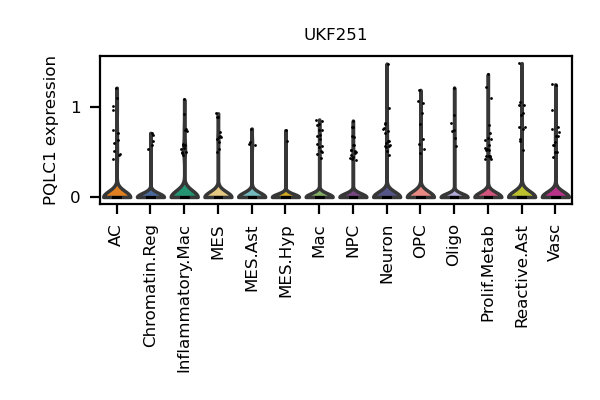 UKF251
PQLC1 expression
1
0
AC
Chromatin.Reg
Inflammatory.Mac
MES
MES.Ast
MES.Hyp
Mac
NPC
Neuron
OPC
Oligo
Prolif.Metab
Reactive.Ast
Vasc